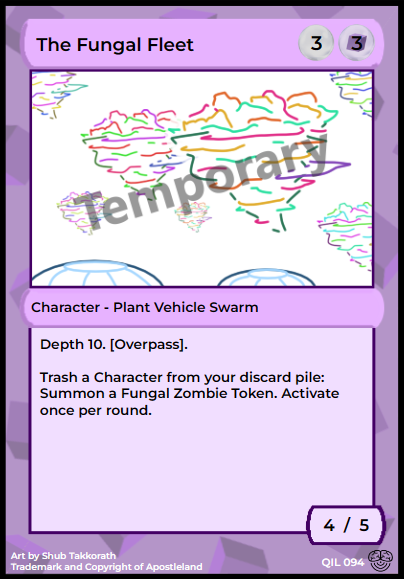 The Fungal Fleet 3 3
Temporary
Character - Plant Vehicle Swarm
Depth 10. [Overpass].
Trash a Character from your discard pile:
Summon a Fungal Zombie Token. Activate
once per round.
4 / 5
Art by Shub Takkorath
Trademark and Copyright of Apostleland
QIL 094